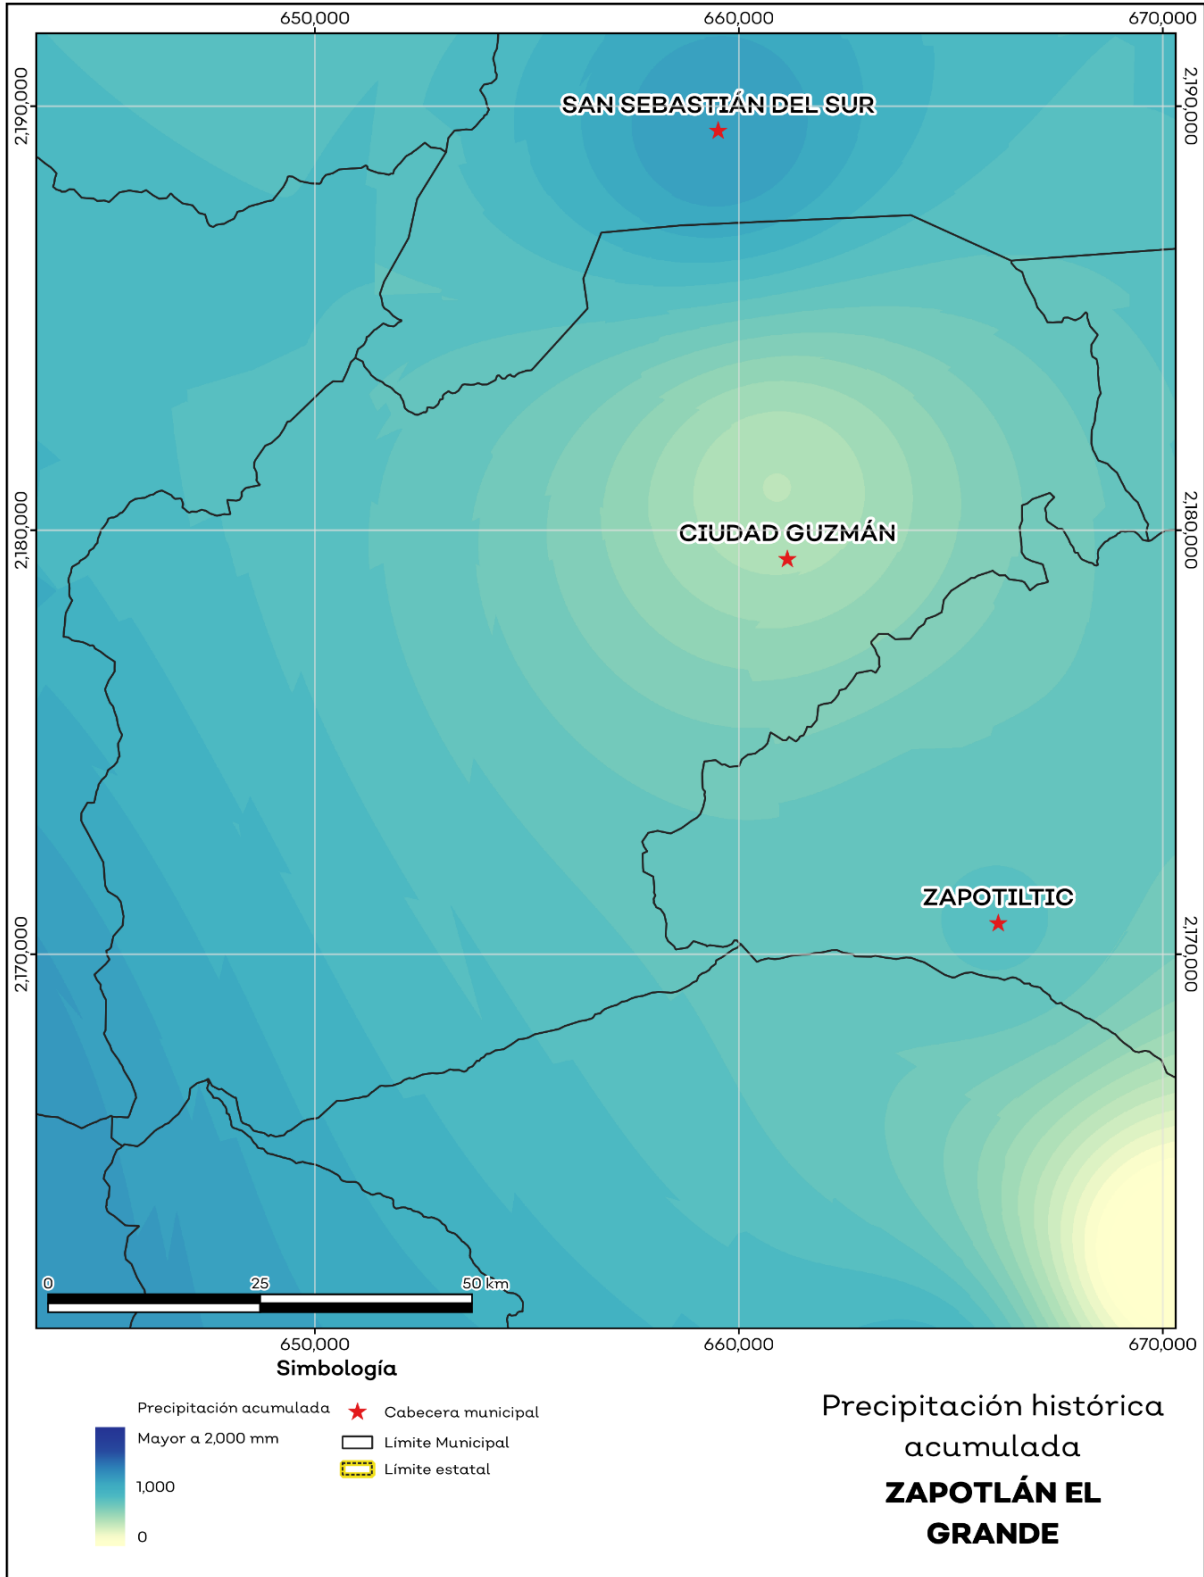 650,000
660,000
670,000
2,190,000
2,190,000
SAN SEBASTIÁN DEL SUR
2,180,000
2,180,000
CIUDAD GUZMÁN
ZAPOTILTIC
2,170,000
2,170,000
0
25
50 km
650,000
660,000
670,000
Simbología
Precipitación acumulada
Mayor a 2,000 mm
1,000
0
Cabecera municipal
Límite Municipal
Límite estatal
Precipitación histórica
acumulada
ZAPOTLÁN EL
GRANDE